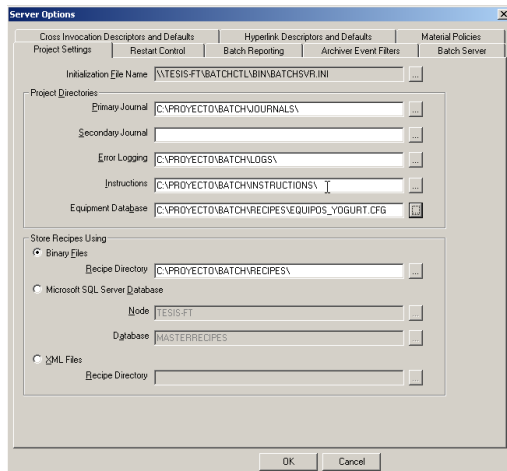 Server Options
Cross Invocation Descriptors and Defaults Hyperlink Descriptors and Defaults Material Policies
Project Settings Restart Control Batch Reporting Archiver Event Filters Batch Server
Initialization File Name \\TESIS-FT\BATCHCTL\BIN\BATCHSVR.INI ...
Project Directories
Primary Journal C:\PROYECTO\BATCH\JOURNALS\ ...
Secondary Journal ...
Error Logging C:\PROYECTO\BATCH\LOGS\ ...
Instructions C:\PROYECTO\BATCH\INSTRUCTIONS\ ...
Equipment Database C:\PROYECTO\BATCH\RECIPES\EQUIPOS_YOGURT.CFG ...
Store Recipes Using
Binary Files
Recipe Directory C:\PROYECTO\BATCH\RECIPES\ ...
Microsoft SQL Server Database
Node TESIS-FT ...
Database MASTERRECIPES ...
XML Files
Recipe Directory ...
OK Cancel